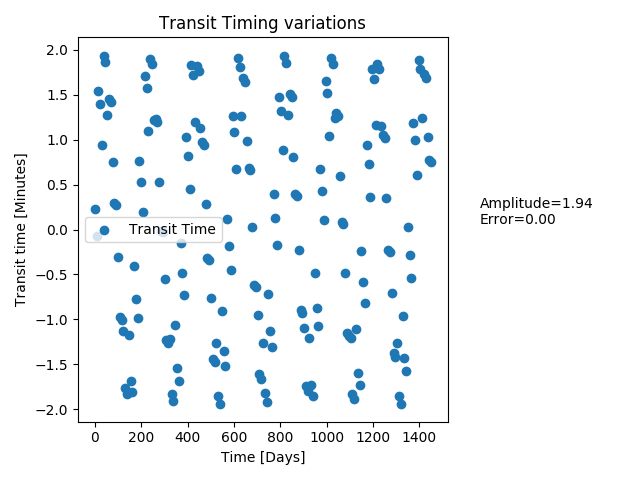 Transit Timing variations
Transit time [Minutes]
2.0
1.5
1.0
0.5
0.0
−0.5
−1.0
−1.5
−2.0
Transit Time
0 200 400 600 800 1000 1200 1400
Time [Days]
Amplitude=1.94
Error=0.00